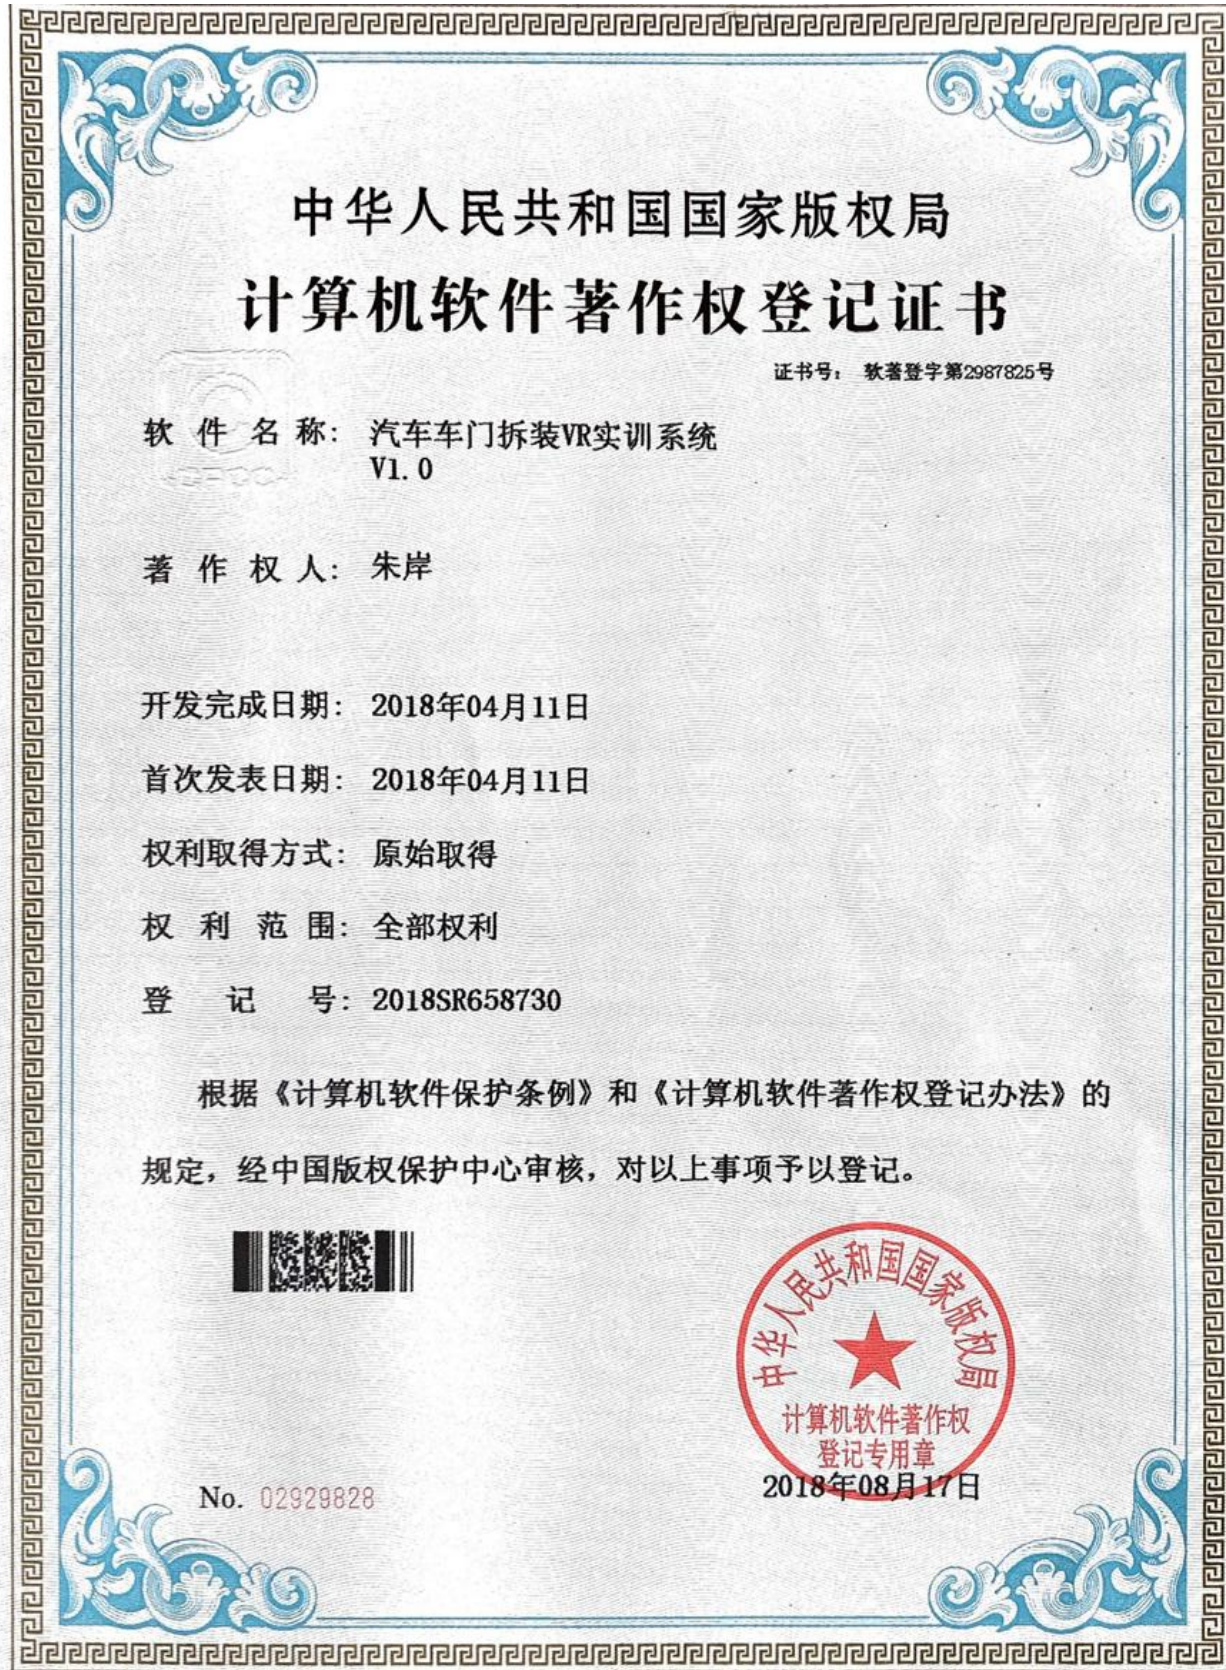 中华人民共和国国家版权局
计算机软件著作权登记证书
证书号： 软著登字第2987825号
软件名称： 汽车车门拆装VR实训系统
V1.0
著作权人： 朱岸
开发完成日期： 2018年04月11日
首次发表日期： 2018年04月11日
权利取得方式： 原始取得
权利范围： 全部权利
登记号： 2018SR658730
根据《计算机软件保护条例》和《计算机软件著作权登记办法》的
规定，经中国版权保护中心审核，对以上事项予以登记。
中华人民共和国国家版权局
计算机软件著作权
登记专用章
2018年08月17日
No. 02929828